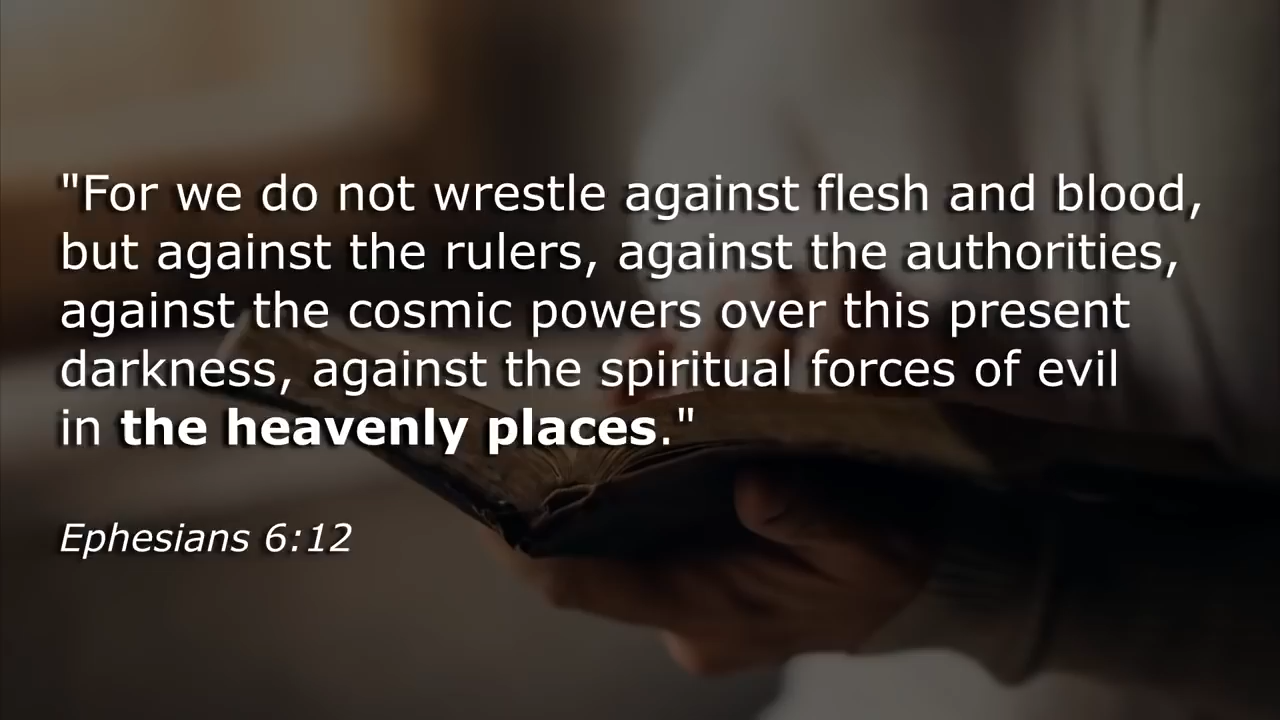 "For we do not wrestle against flesh and blood,
but against the rulers, against the authorities,
against the cosmic powers over this present
darkness, against the spiritual forces of evil
in the heavenly places."
Ephesians 6:12